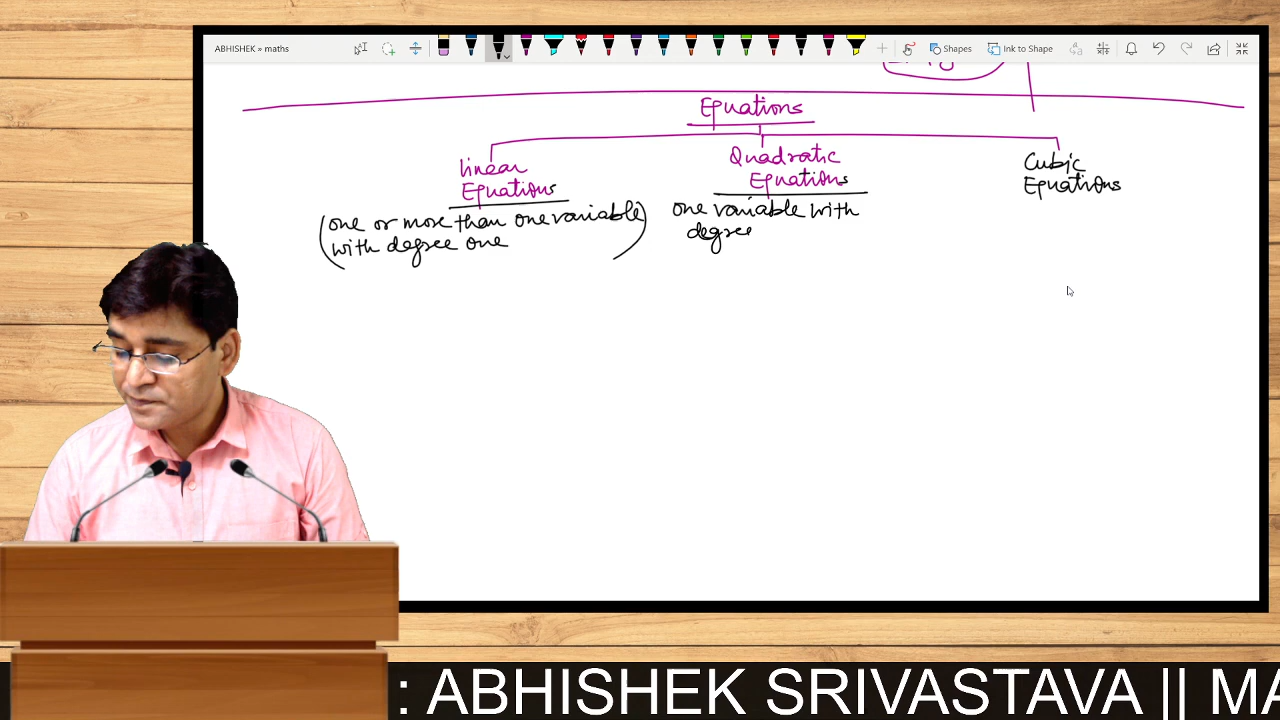 ABHISHEK » maths
Shapes
Ink to Shape
Equations
Linear
Equations
Quadratic
Equations
Cubic
Equations
(one or more than one variable
with degree one)
one variable with
degree
: ABHISHEK SRIVASTAVA || MA